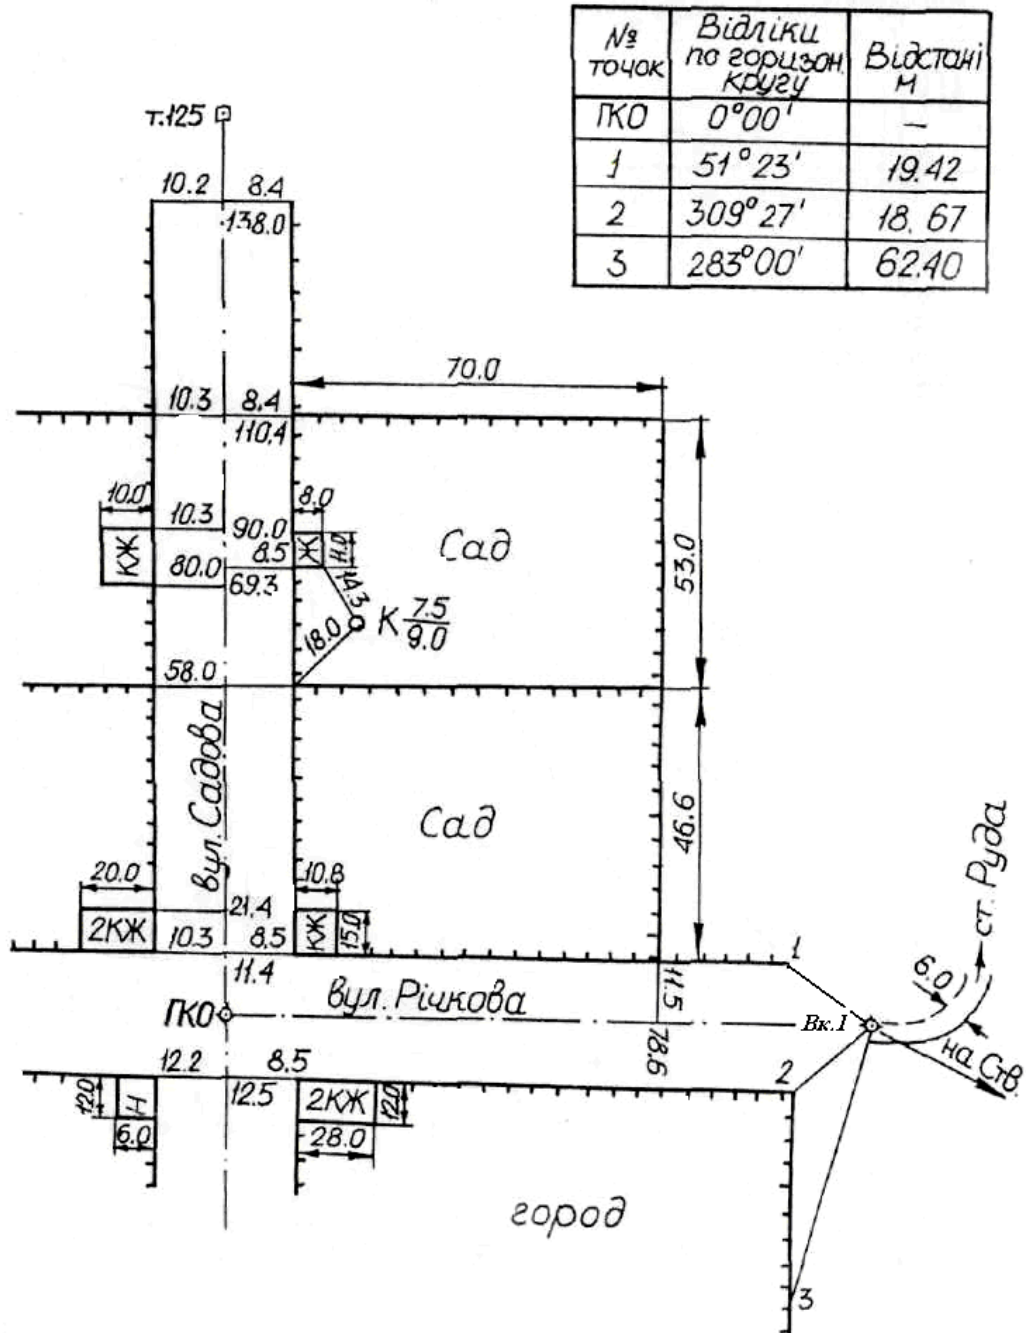 № точок
Відліки по горизон. кругу
Відстані м
ПКО 0°00' —
1 51°23' 19.42
2 309°27' 18.67
3 283°00' 62.40
т.125
10.2 8.4
138.0
70.0
10.3 8.4
110.4
10.0 10.3 90.0 8.0
КЖ 8.5 Ж 11.0 Сад 53.0
80.0 69.3 14.3
К 7.5/9.0
18.0
58.0
вул. Садова
Сад 46.6
20.0 21.4 10.8
2КЖ 10.3 8.5 КЖ 15.0
11.4
1
6.0 ст. Руда
вул. Річкова 11.5
ПКО Вк.1
78.6
на Ств.
12.2 8.5 2
12.0 Н 12.5 2КЖ 12.0
6.0 28.0
город
3